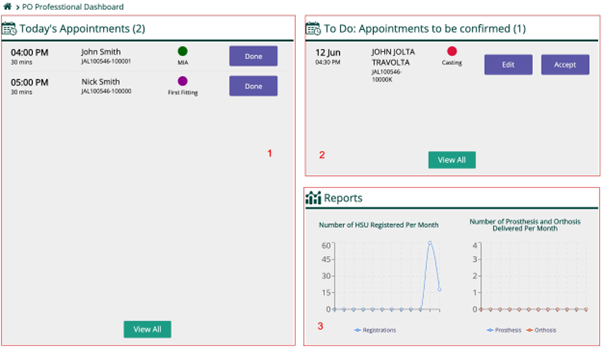 PO Professtional Dashboard
Today's Appointments (2)
04:00 PM John Smith Done
30 mins JAL100546-100001 MIA
05:00 PM Nick Smith Done
30 mins JAL100546-100000 First Fitting
1
View All
To Do: Appointments to be confirmed (1)
12 Jun JOHN JOLTA Edit Accept
04:30 PM TRAVOLTA Casting
JAL100546-
10000K
2
View All
Reports
Number of HSU Registered Per Month
60
45
30
15
0
Registrations
Number of Prosthesis and Orthosis
Delivered Per Month
4
3
2
1
0
Prosthesis Orthosis
3